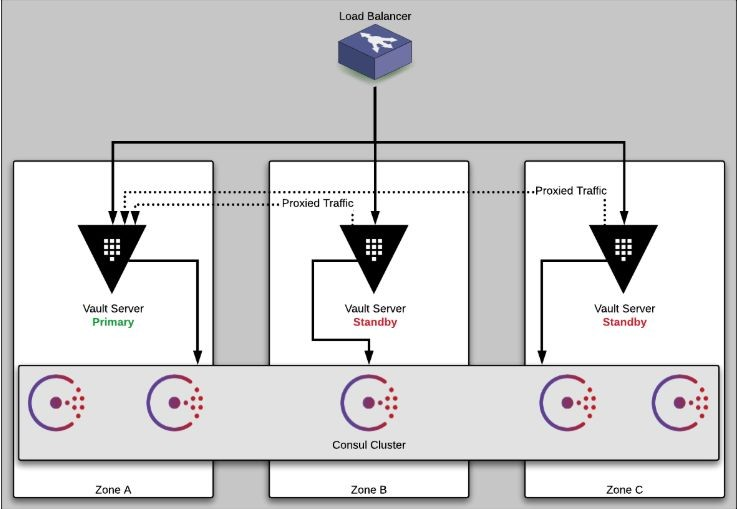 Load Balancer
Proxied Traffic
Proxied Traffic
Vault Server
Primary
Vault Server
Standby
Vault Server
Standby
Consul Cluster
Zone A
Zone B
Zone C